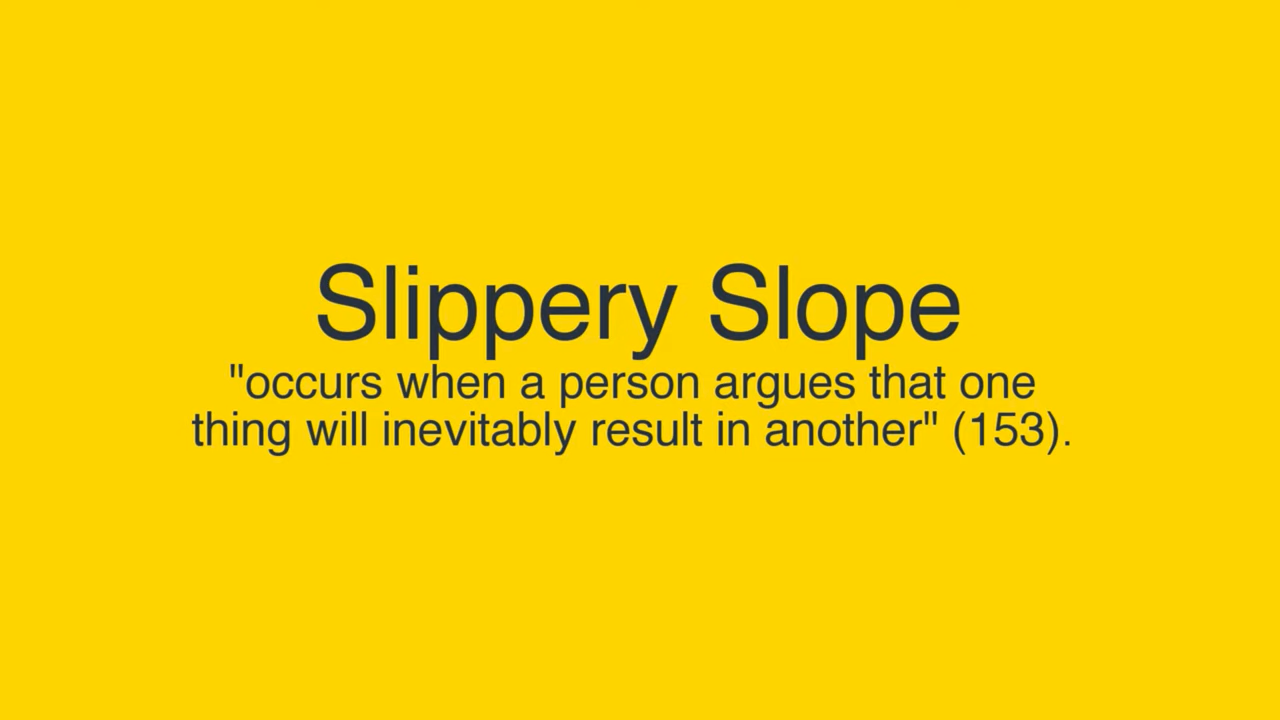 Slippery Slope
"occurs when a person argues that one
thing will inevitably result in another" (153).